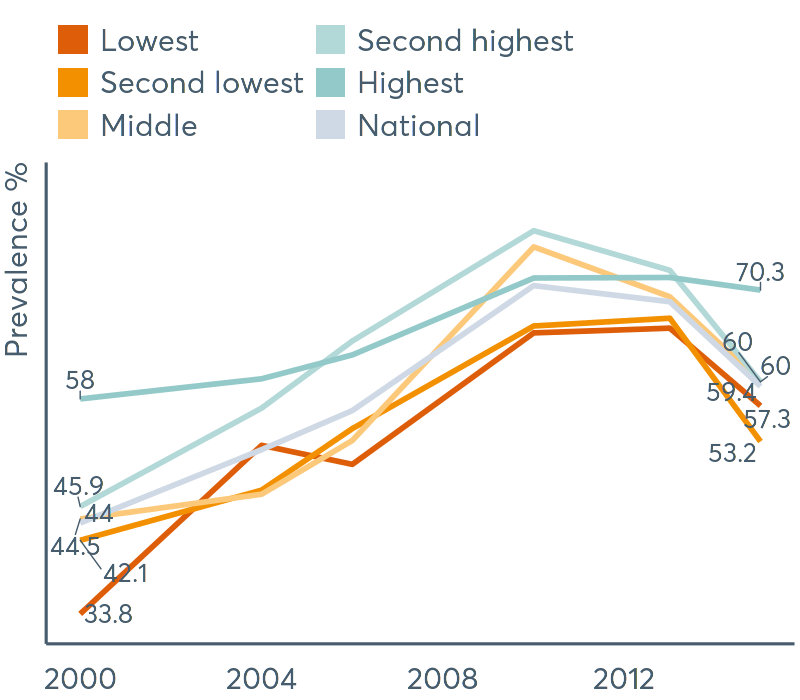 Lowest
Second highest
Second lowest
Highest
Middle
National
Prevalence %
70.3
60
58
60
59.4
57.3
53.2
45.9
44
44.5
42.1
33.8
2000
2004
2008
2012